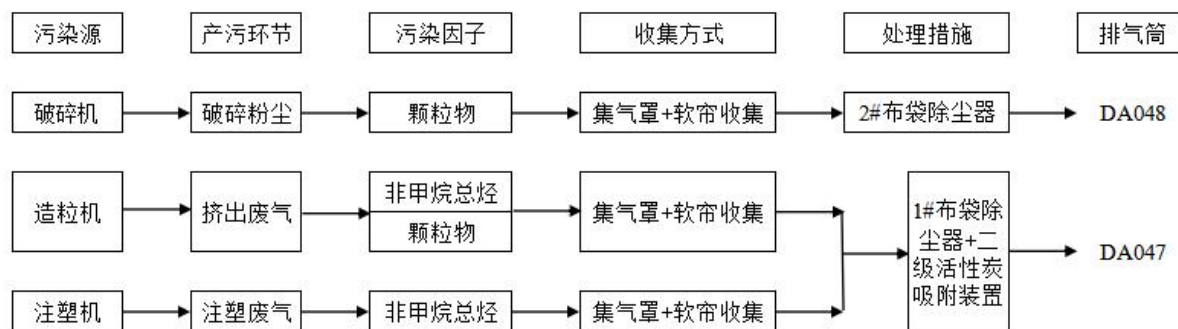 污染源 产污环节 污染因子 收集方式 处理措施 排气筒
破碎机 破碎粉尘 颗粒物 集气罩+软帘收集 2#布袋除尘器 DA048
造粒机 挤出废气 非甲烷总烃 集气罩+软帘收集
颗粒物
1#布袋除
尘器+二
级活性炭
吸附装置
DA047
注塑机 注塑废气 非甲烷总烃 集气罩+软帘收集